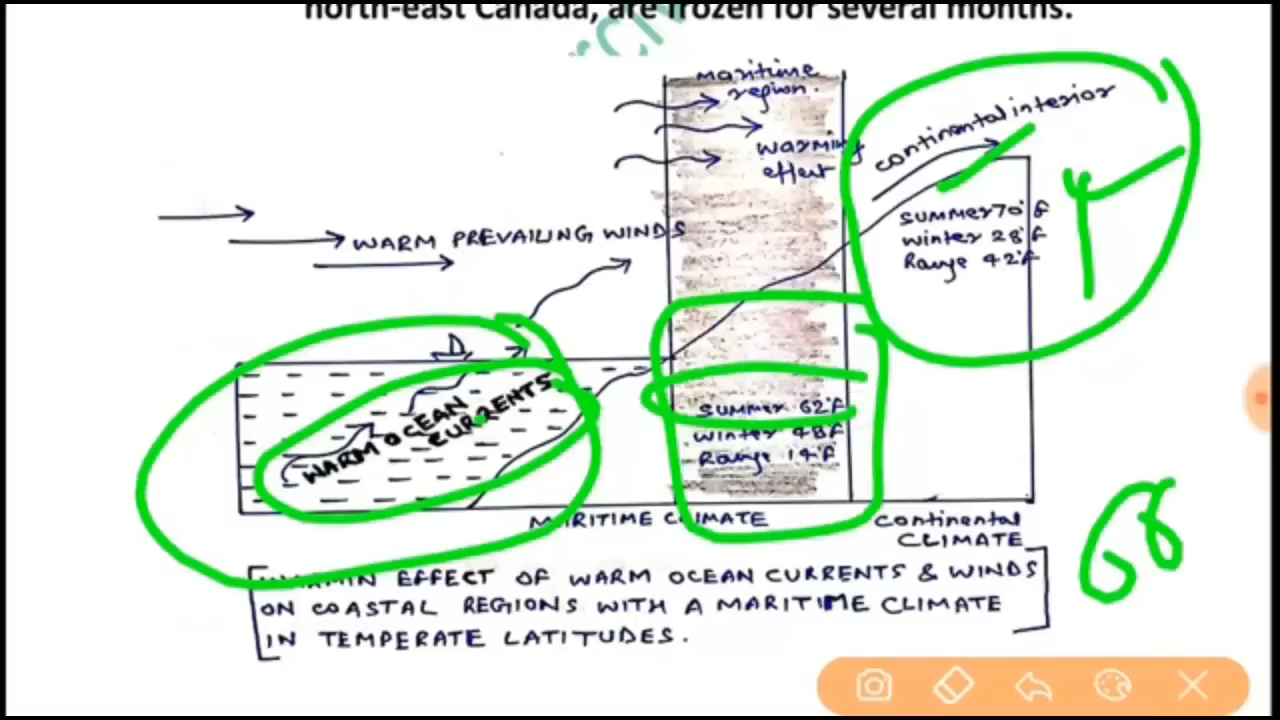 north-east Canada, are frozen for several months.
maritime
region.
continental interior
warming
effect
SUMMER 70°F
Winter 28°F
Range 42°F
WARM PREVAILING WINDS
WARM OCEAN
CURRENTS
SUMMER 62°F
Winter 48F
Range 14°F
MARITIME CLIMATE
Continental
CLIMATE
EFFECT OF WARM OCEAN CURRENTS & WINDS
ON COASTAL REGIONS WITH A MARITIME CLIMATE
IN TEMPERATE LATITUDES.
68